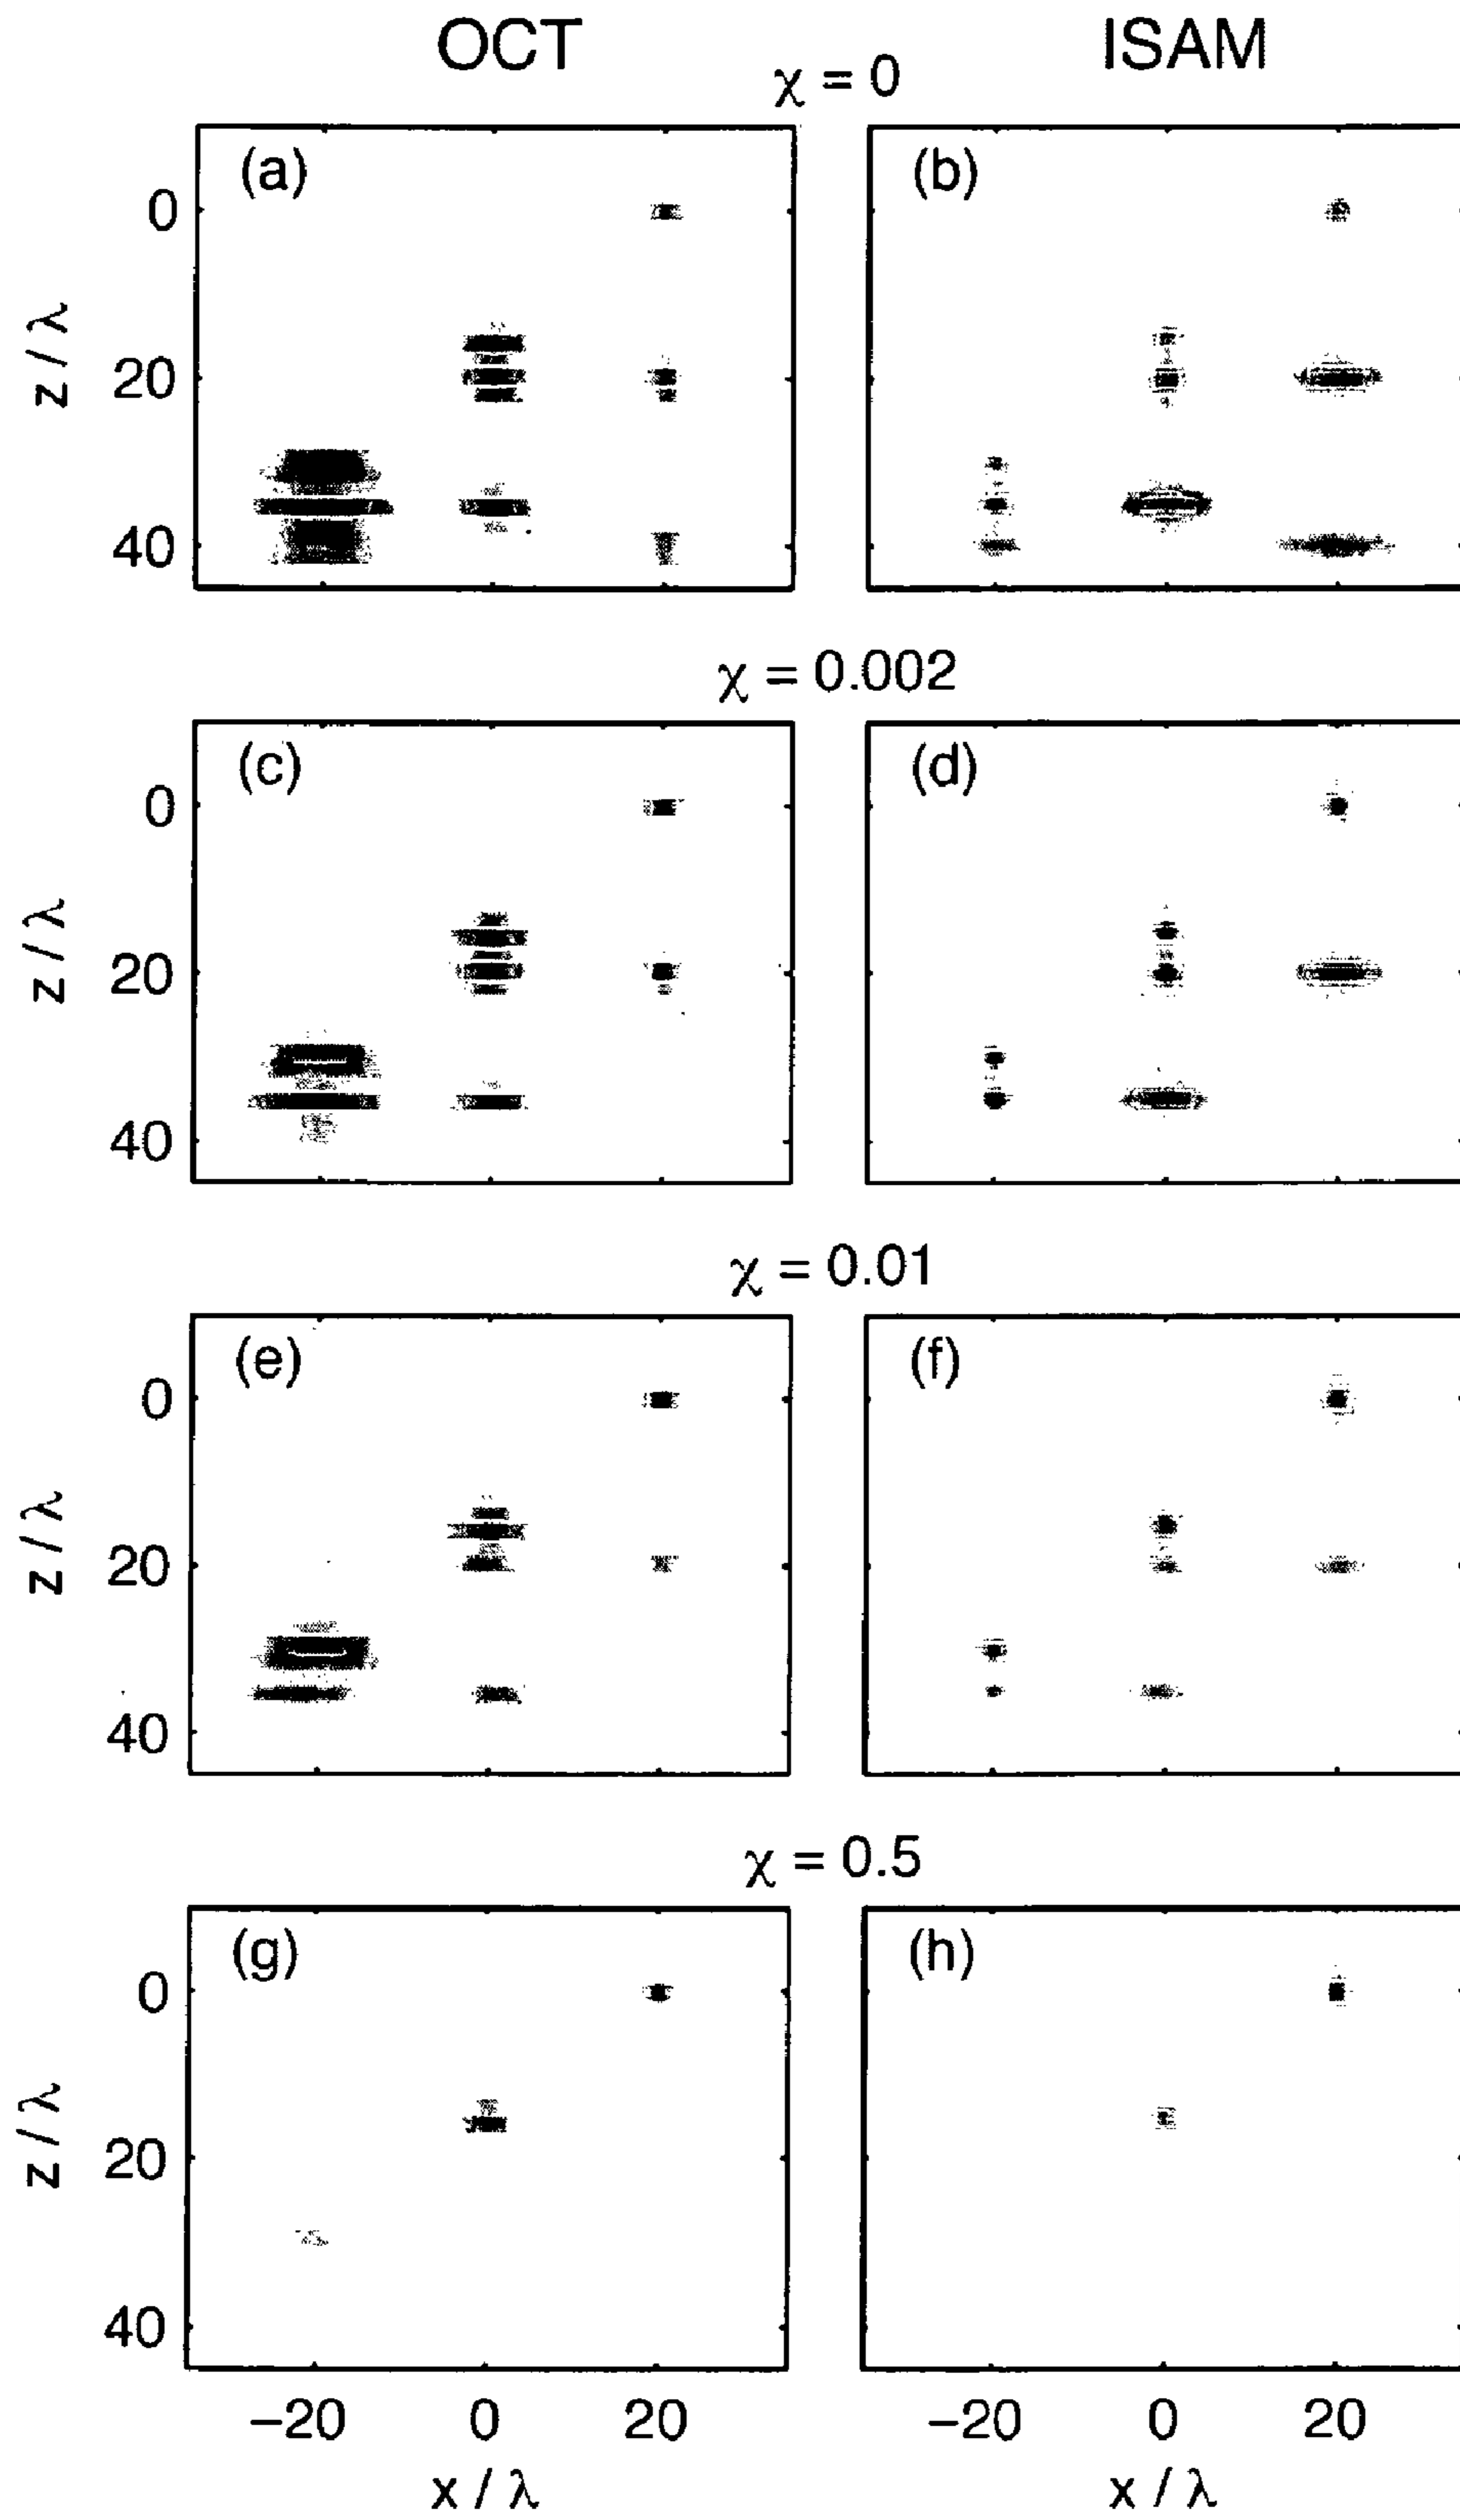 OCT ISAM
χ = 0
(a) (b)
0
20
40
z / λ
χ = 0.002
(c) (d)
0
20
40
z / λ
χ = 0.01
(e) (f)
0
20
40
z / λ
χ = 0.5
(g) (h)
0
20
40
z / λ
−20 0 20 −20 0 20
x / λ x / λ